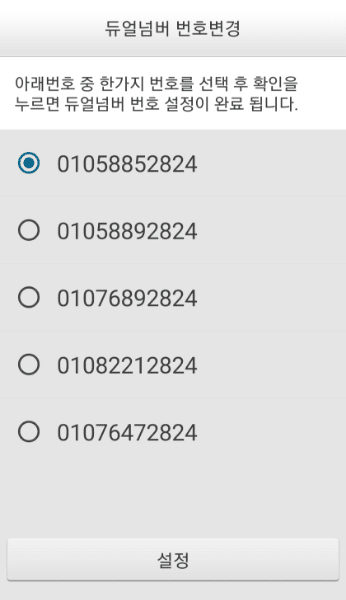 듀얼넘버 번호변경
아래번호 중 한가지 번호를 선택 후 확인을
누르면 듀얼넘버 번호 설정이 완료 됩니다.
01058852824
01058892824
01076892824
01082212824
01076472824
설정